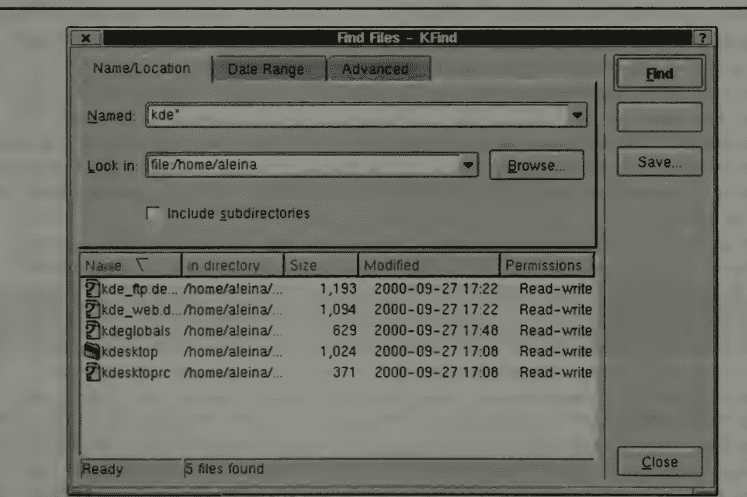 Find Files - KFind
Name/Location Date Range Advanced
Find
Named: kde*
Look in: file:/home/aleina Browse... Save...
Include subdirectories
Name in directory Size Modified Permissions
kde_ftp.de... /home/aleina/... 1,193 2000-09-27 17:22 Read-write
kde_web.d... /home/aleina/... 1,094 2000-09-27 17:22 Read-write
kdeglobals /home/aleina/... 629 2000-09-27 17:48 Read-write
kdesktop /home/aleina/... 1,024 2000-09-27 17:08 Read-write
kdesktoprc /home/aleina/... 371 2000-09-27 17:08 Read-write
Ready 5 files found Close